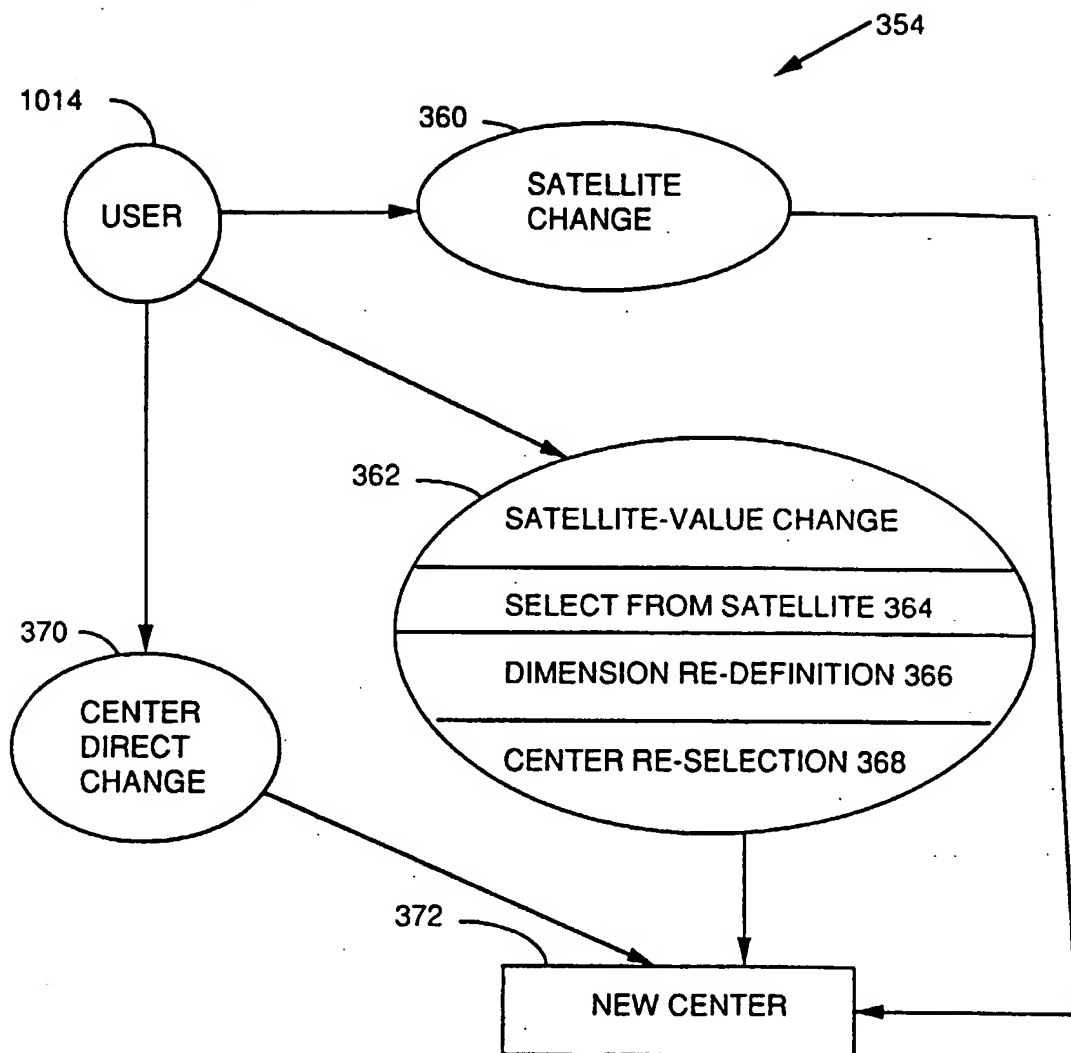 354
1014
360
USER
SATELLITE
CHANGE
362
SATELLITE-VALUE CHANGE
SELECT FROM SATELLITE 364
DIMENSION RE-DEFINITION 366
CENTER RE-SELECTION 368
370
CENTER
DIRECT
CHANGE
372
NEW CENTER